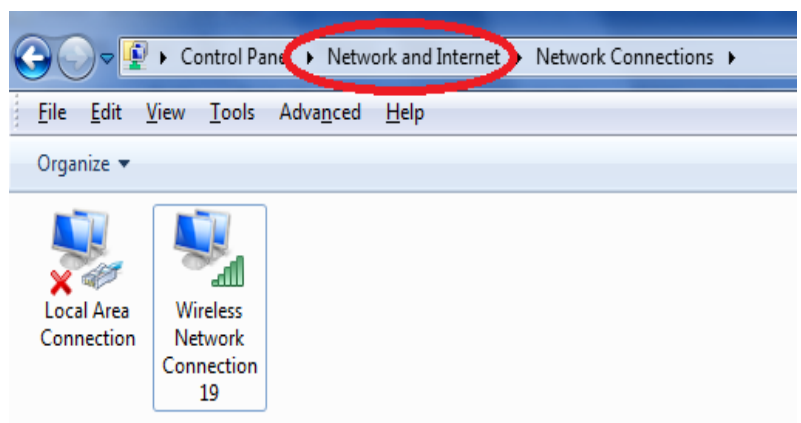 Control Panel Network and Internet Network Connections
File Edit View Tools Advanced Help
Organize
Local Area
Connection
Wireless
Network
Connection
19